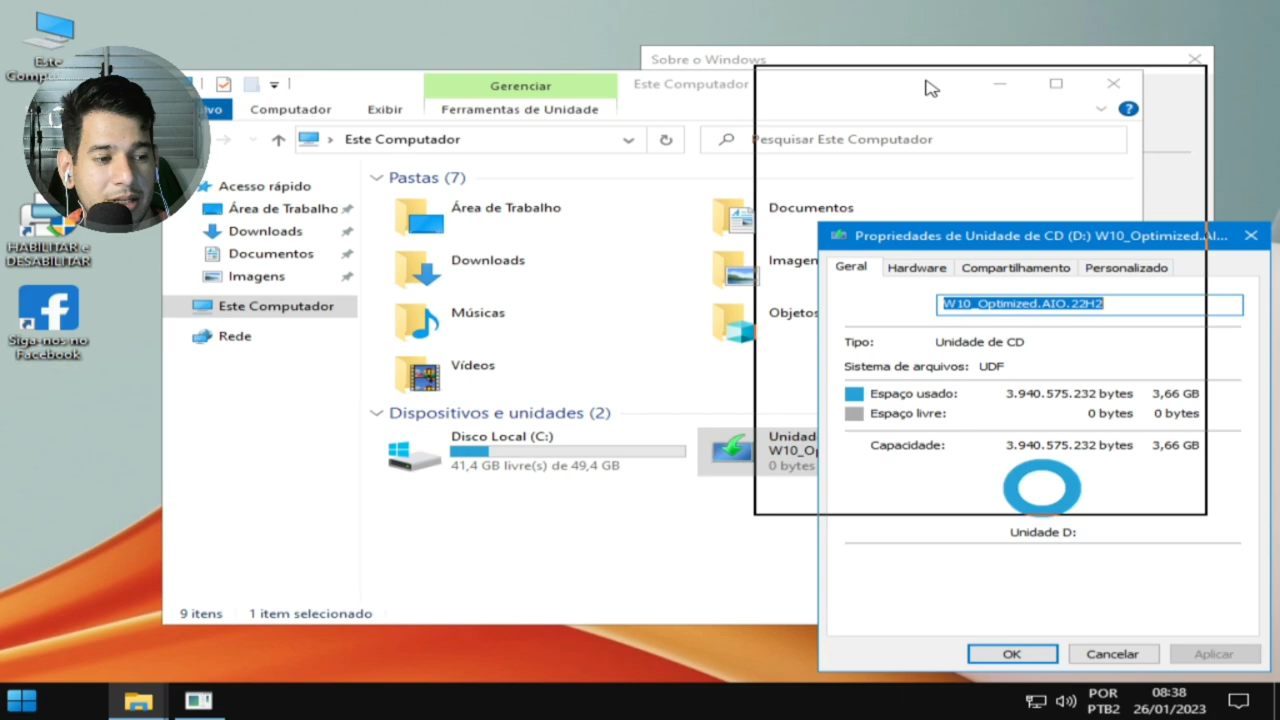 Este
Sobre o Windows
Gerenciar
Este Computador
Computador
Exibir
Ferramentas de Unidade
Este Computador
Pesquisar Este Computador
Acesso rápido
Área de Trabalho
Downloads
Documentos
Imagens
Este Computador
Rede
Pastas (7)
Área de Trabalho
Documentos
Downloads
Músicas
Vídeos
Dispositivos e unidades (2)
Disco Local (C:)
41,4 GB livre(s) de 49,4 GB
0 bytes
9 itens
1 item selecionado
HABILITAR e
DESABILITAR
Siga-nos no
Facebook
Propriedades de Unidade de CD (D:) W10_Optimized.AI...
Geral
Hardware
Compartilhamento
Personalizado
W10_Optimized.AIO.22H2
Tipo:
Unidade de CD
Sistema de arquivos: UDF
Espaço usado: 3.940.575.232 bytes 3,66 GB
Espaço livre: 0 bytes 0 bytes
Capacidade: 3.940.575.232 bytes 3,66 GB
Unidade D:
OK
Cancelar
Aplicar
POR
PTB2
08:38
26/01/2023